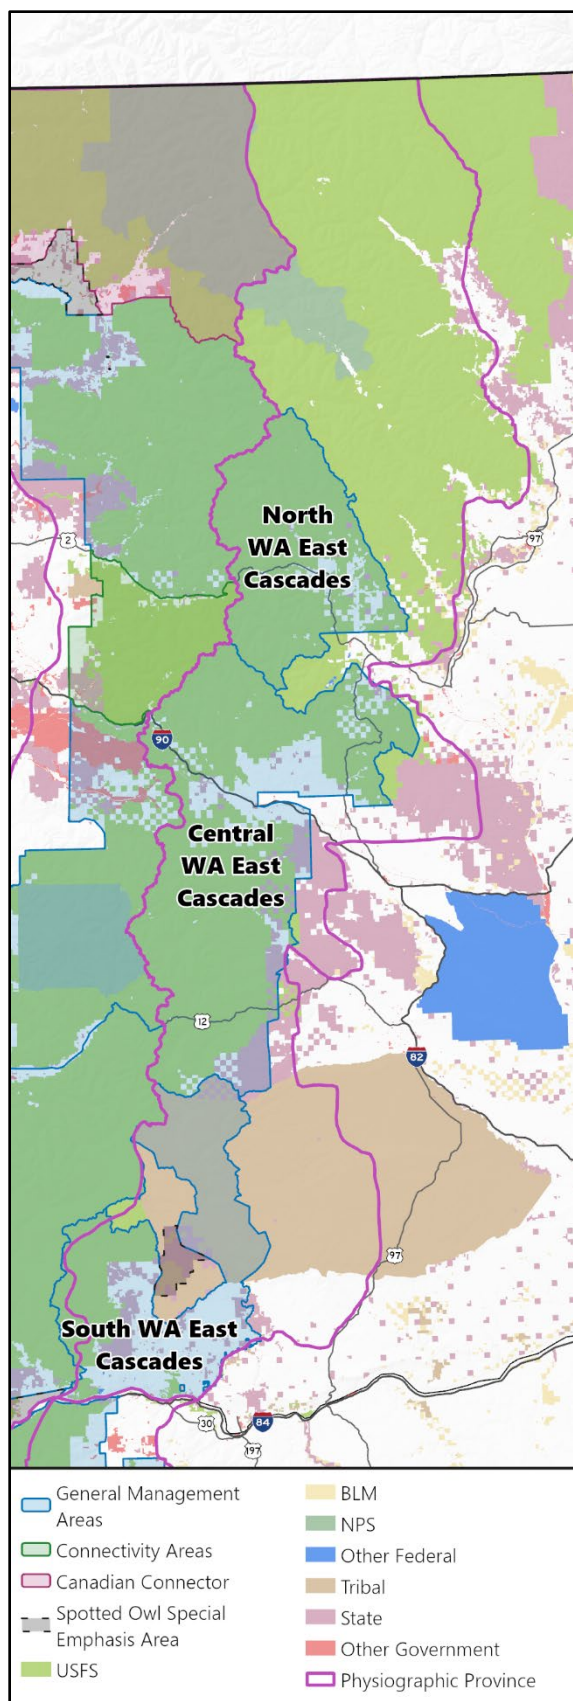 North
WA East
Cascades
2
97
90
Central
WA East
Cascades
12
82
97
South WA East
Cascades
30
84
197
General Management
Areas
Connectivity Areas
Canadian Connector
Spotted Owl Special
Emphasis Area
USFS
BLM
NPS
Other Federal
Tribal
State
Other Government
Physiographic Province